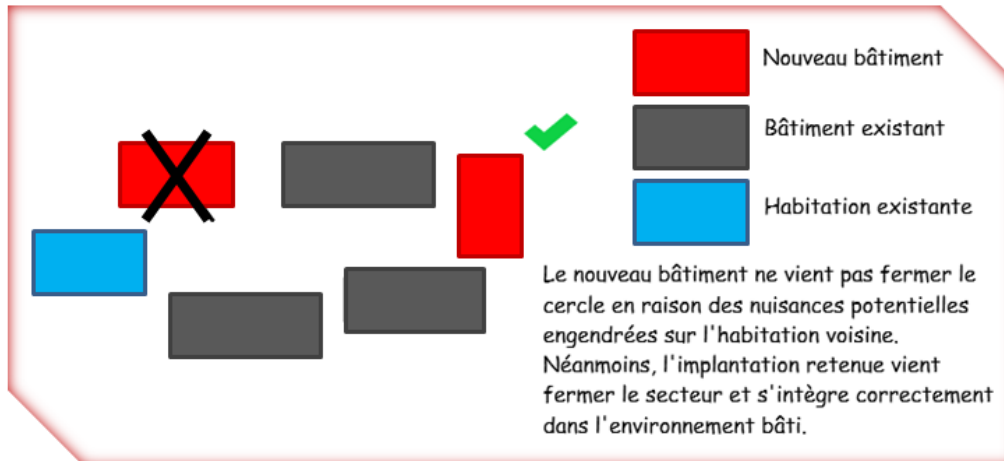 Nouveau bâtiment
Bâtiment existant
Habitation existante
Le nouveau bâtiment ne vient pas fermer le
cercle en raison des nuisances potentielles
engendrées sur l'habitation voisine.
Néanmoins, l'implantation retenue vient
fermer le secteur et s'intègre correctement
dans l'environnement bâti.